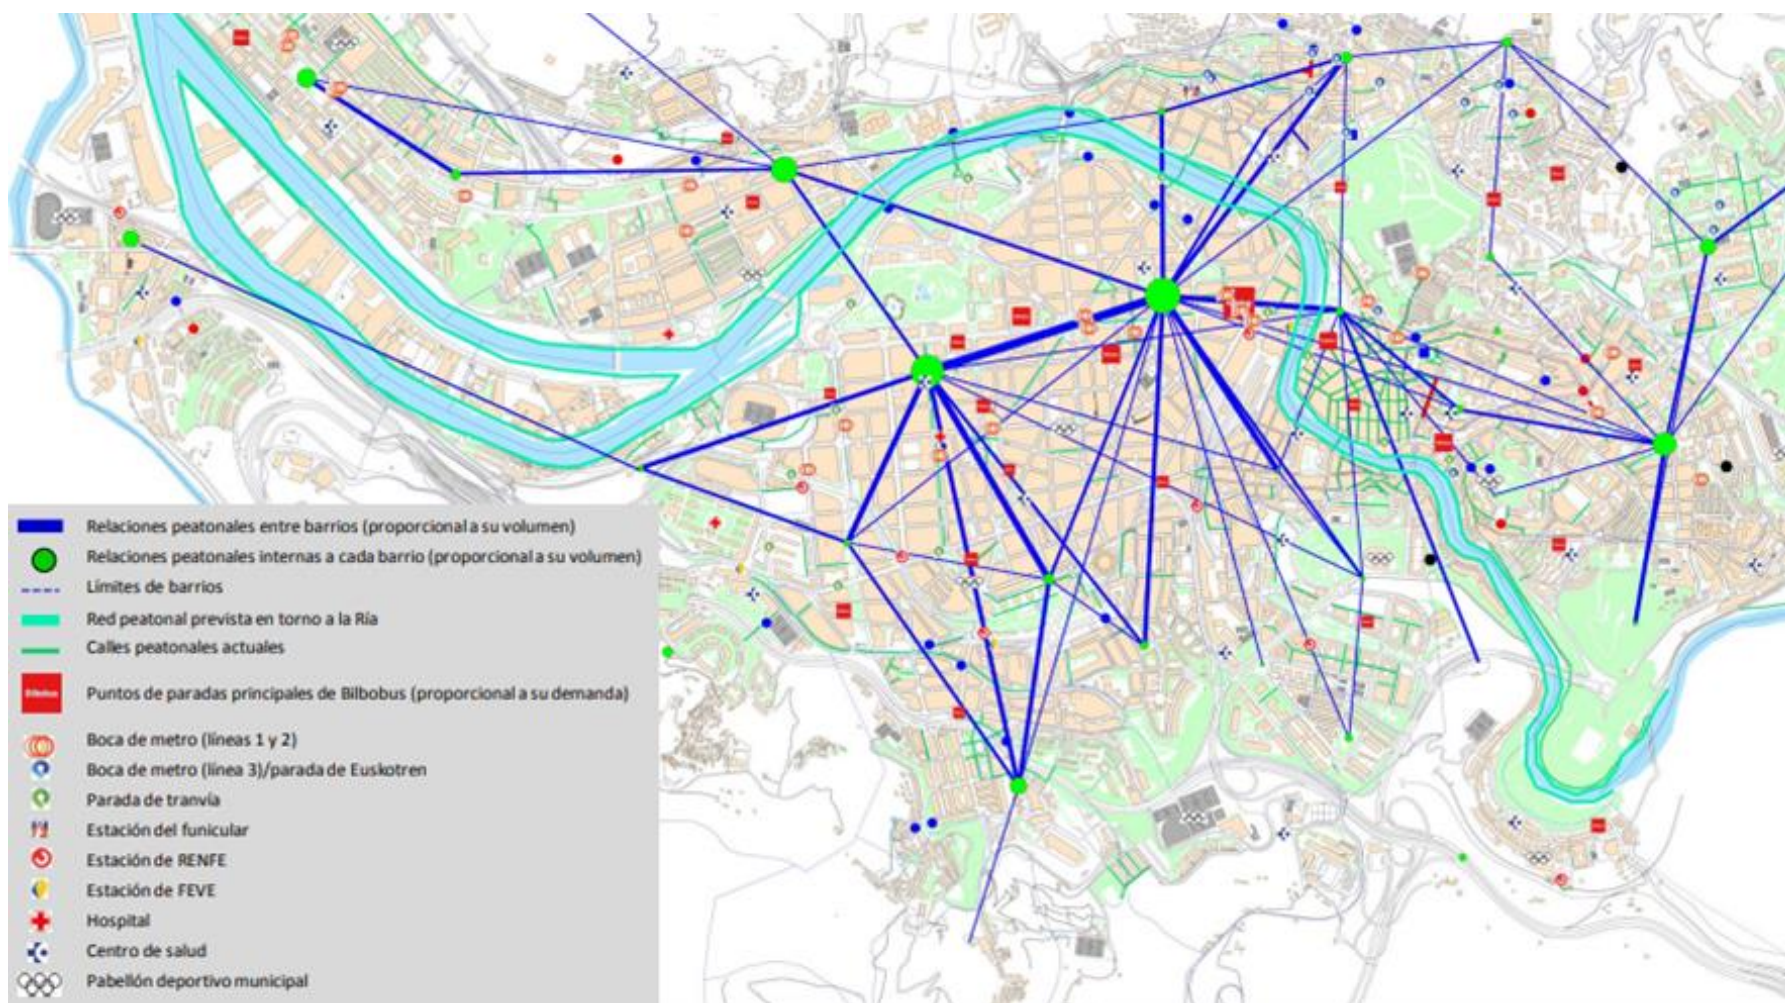 Relaciones peatonales entre barrios (proporcional a su volumen)
Relaciones peatonales internas a cada barrio (proporcional a su volumen)
Límites de barrios
Red peatonal prevista en torno a la Ría
Calles peatonales actuales
Puntos de paradas principales de Bilbobus (proporcional a su demanda)
Boca de metro (líneas 1 y 2)
Boca de metro (línea 3)/parada de Euskotren
Parada de tranvía
Estación del funicular
Estación de RENFE
Estación de FEVE
Hospital
Centro de salud
Pabellón deportivo municipal